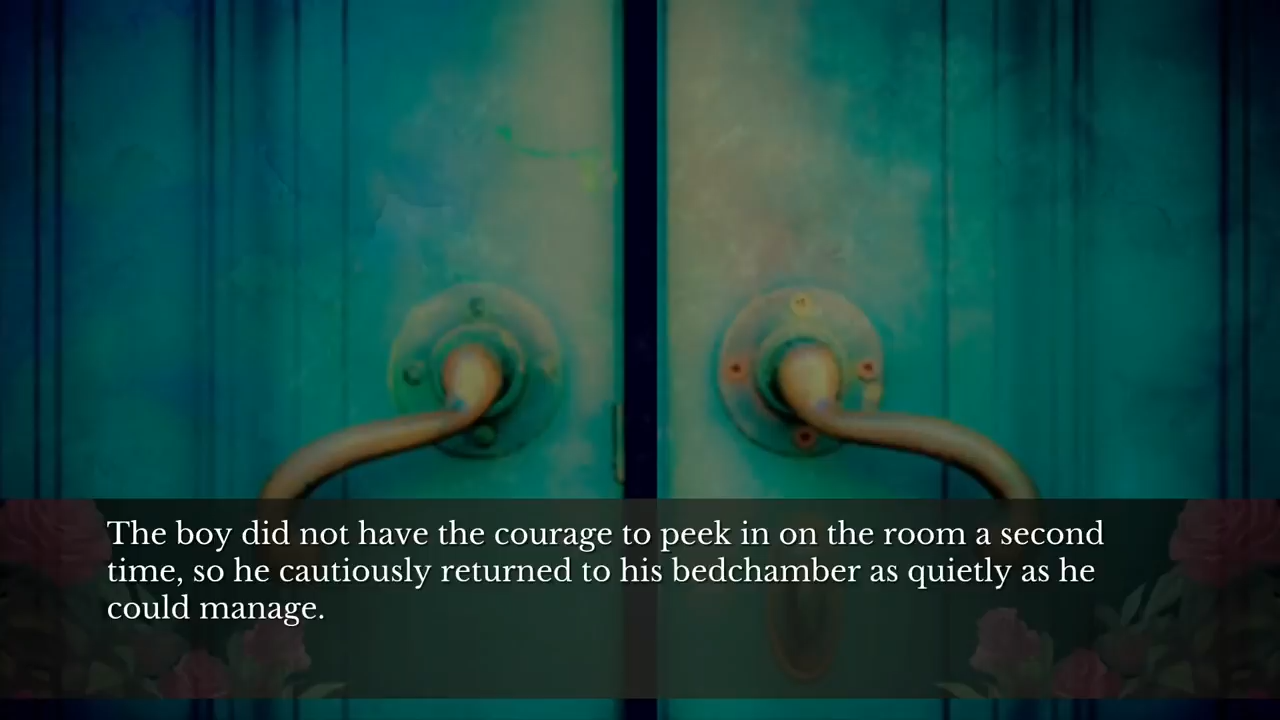 The boy did not have the courage to peek in on the room a second
time, so he cautiously returned to his bedchamber as quietly as he
could manage.